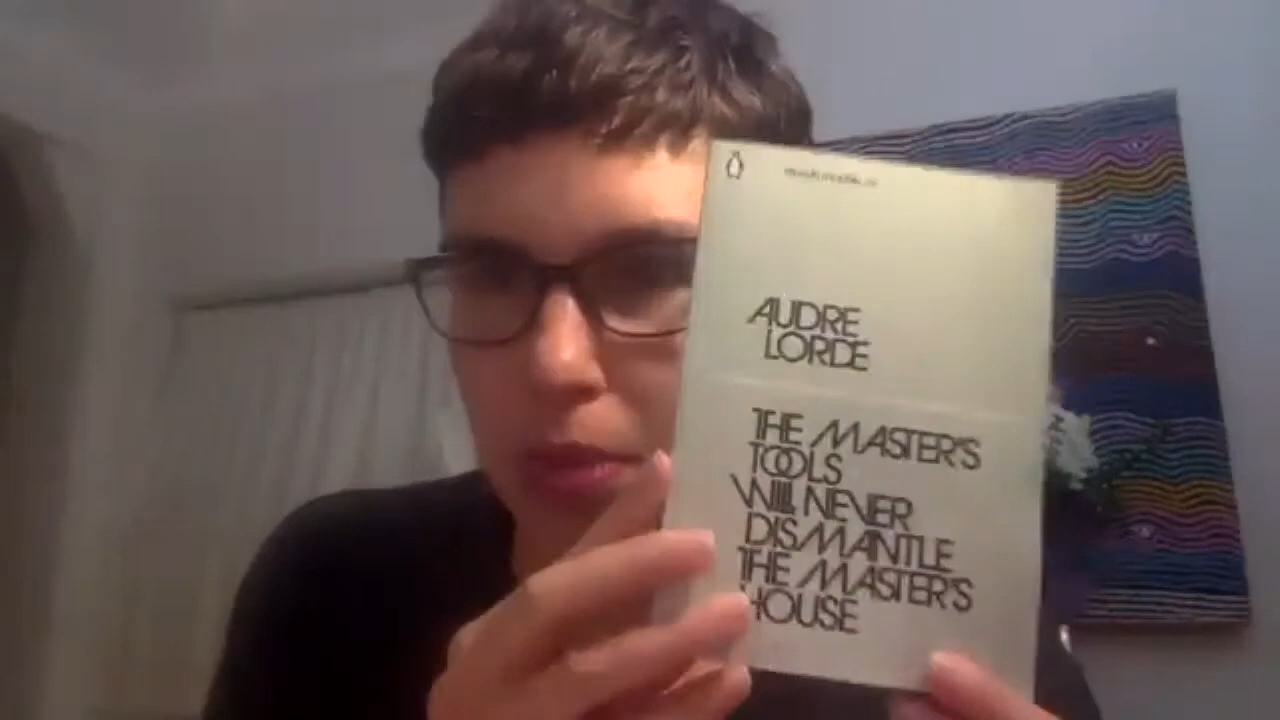 AUDRE
LORDE
THE MASTER'S
TOOLS
WILL NEVER
DISMANTLE
THE MASTER'S
HOUSE